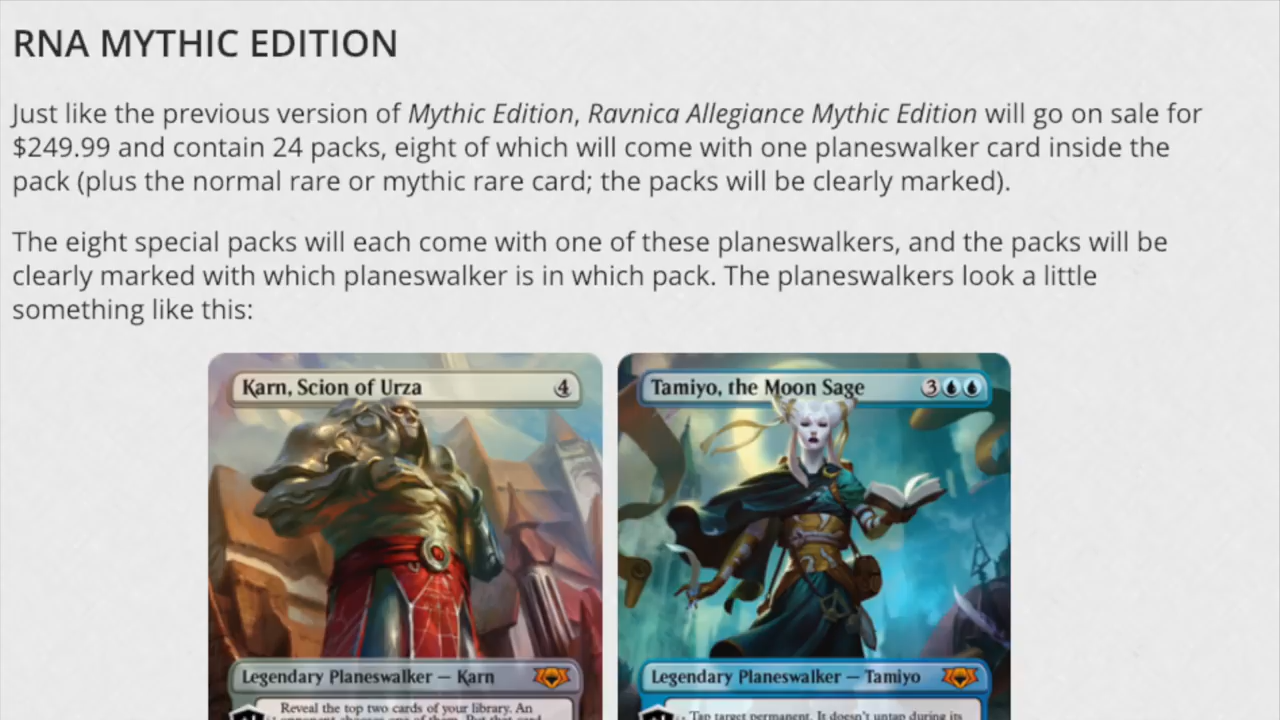 RNA MYTHIC EDITION
Just like the previous version of Mythic Edition, Ravnica Allegiance Mythic Edition will go on sale for
$249.99 and contain 24 packs, eight of which will come with one planeswalker card inside the
pack (plus the normal rare or mythic rare card; the packs will be clearly marked).
The eight special packs will each come with one of these planeswalkers, and the packs will be
clearly marked with which planeswalker is in which pack. The planeswalkers look a little
something like this:
Karn, Scion of Urza 4
Tamiyo, the Moon Sage 3
Legendary Planeswalker — Karn
Legendary Planeswalker — Tamiyo
Reveal the top two cards of your library. An
Tap target permanent. It doesn't untap during its